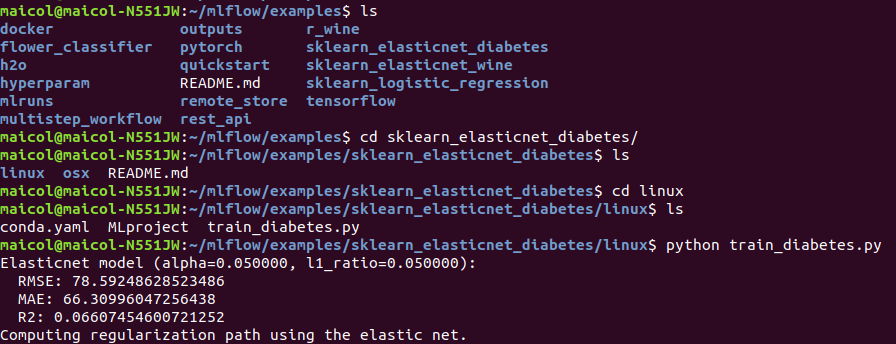 maicol@maicol-N551JW:~/mlflow/examples$ ls
docker outputs r_wine
flower_classifier pytorch sklearn_elasticnet_diabetes
h2o quickstart sklearn_elasticnet_wine
hyperparam README.md sklearn_logistic_regression
mlruns remote_store tensorflow
multistep_workflow rest_api
maicol@maicol-N551JW:~/mlflow/examples$ cd sklearn_elasticnet_diabetes/
maicol@maicol-N551JW:~/mlflow/examples/sklearn_elasticnet_diabetes$ ls
linux osx README.md
maicol@maicol-N551JW:~/mlflow/examples/sklearn_elasticnet_diabetes$ cd linux
maicol@maicol-N551JW:~/mlflow/examples/sklearn_elasticnet_diabetes/linux$ ls
conda.yaml MLproject train_diabetes.py
maicol@maicol-N551JW:~/mlflow/examples/sklearn_elasticnet_diabetes/linux$ python train_diabetes.py
Elasticnet model (alpha=0.050000, l1_ratio=0.050000):
RMSE: 78.59248628523486
MAE: 66.30996047256438
R2: 0.06607454600721252
Computing regularization path using the elastic net.